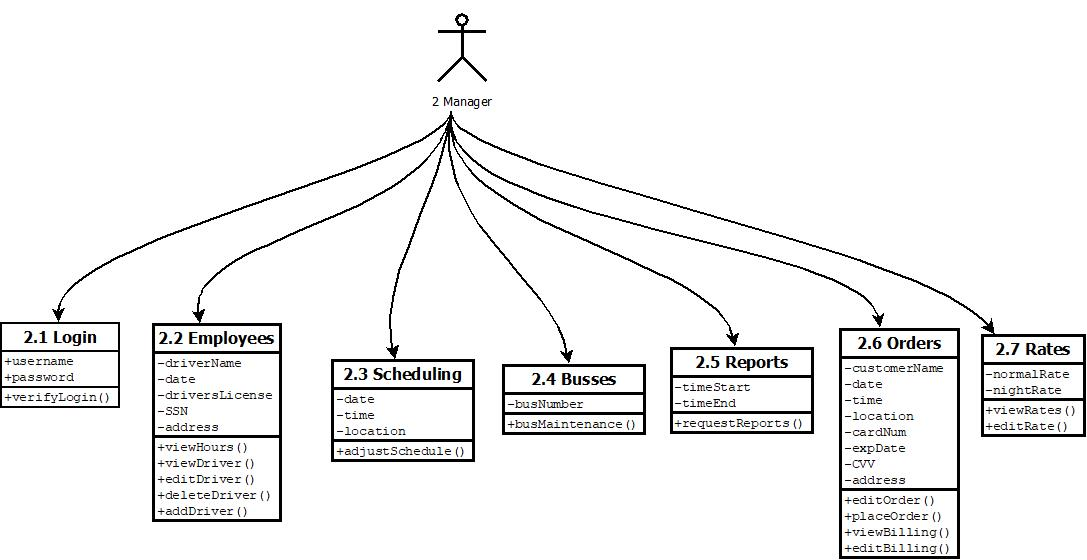 2 Manager
2.1 Login
+username
+password
+verifyLogin()
2.2 Employees
-driverName
-date
-driversLicense
-SSN
-address
+viewHours()
+viewDriver()
+editDriver()
+deleteDriver()
+addDriver()
2.3 Scheduling
-date
-time
-location
+adjustSchedule()
2.4 Busses
-busNumber
+busMaintenance()
2.5 Reports
-timeStart
-timeEnd
+requestReports()
2.6 Orders
-customerName
-date
-time
-location
-cardNum
-expDate
-CVV
-address
+editOrder()
+placeOrder()
+viewBilling()
+editBilling()
2.7 Rates
-normalRate
-nightRate
+viewRates()
+editRate()